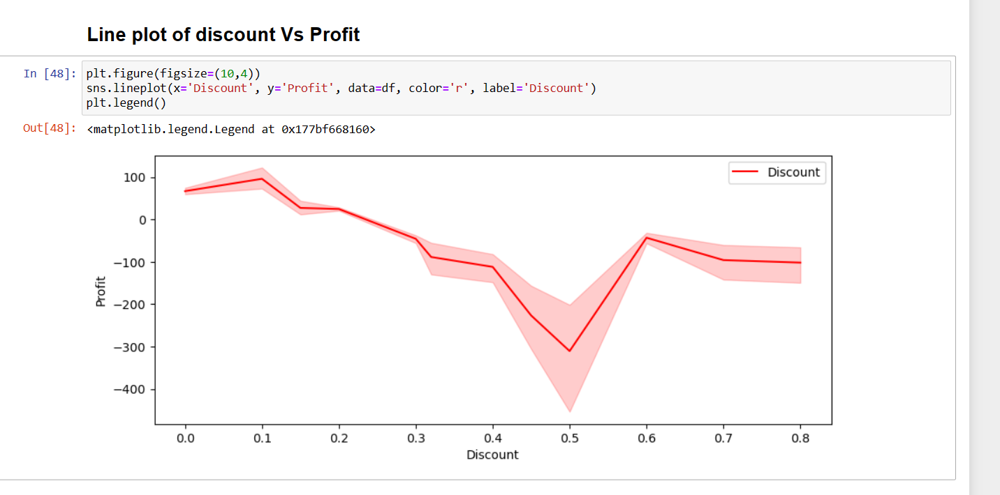 Line plot of discount Vs Profit
In [48]: plt.figure(figsize=(10,4))
sns.lineplot(x='Discount', y='Profit', data=df, color='r', label='Discount')
plt.legend()
Out[48]: <matplotlib.legend.Legend at 0x177bf668160>
Discount
100
0
−100
−200
−300
−400
Profit
0.0 0.1 0.2 0.3 0.4 0.5 0.6 0.7 0.8
Discount